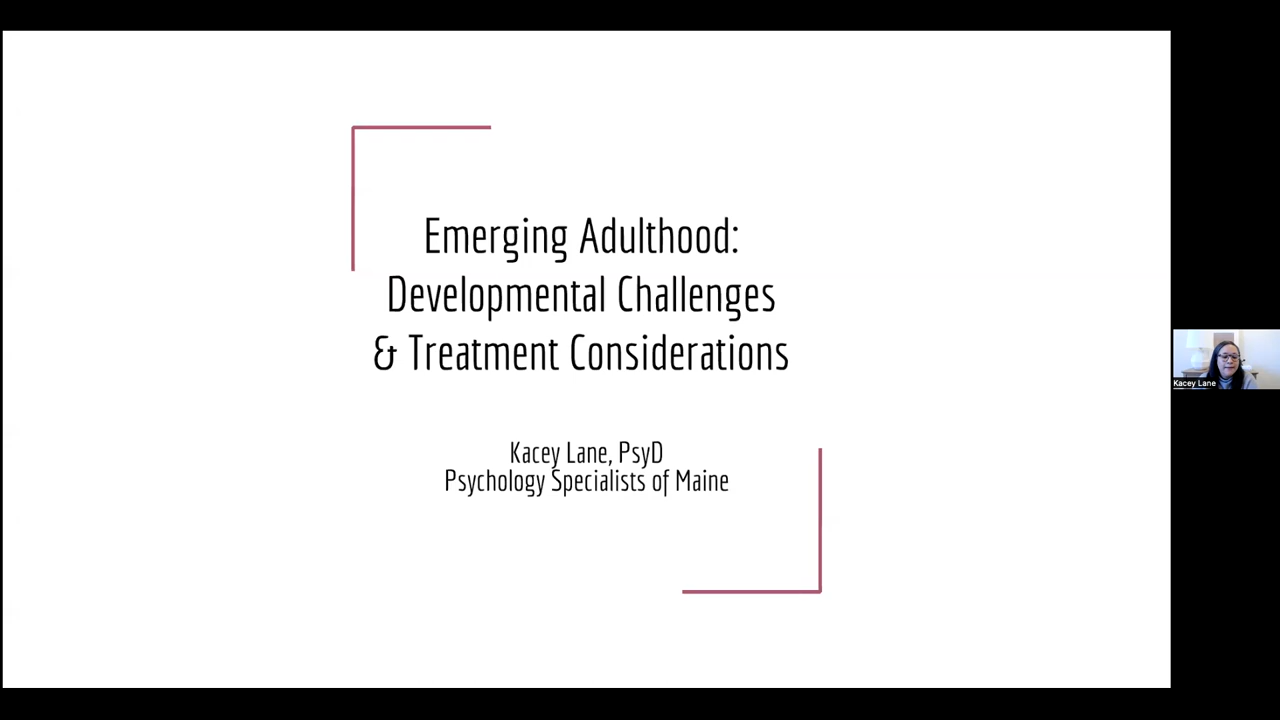 Emerging Adulthood:
Developmental Challenges
& Treatment Considerations
Kacey Lane, PsyD
Psychology Specialists of Maine
Kacey Lane